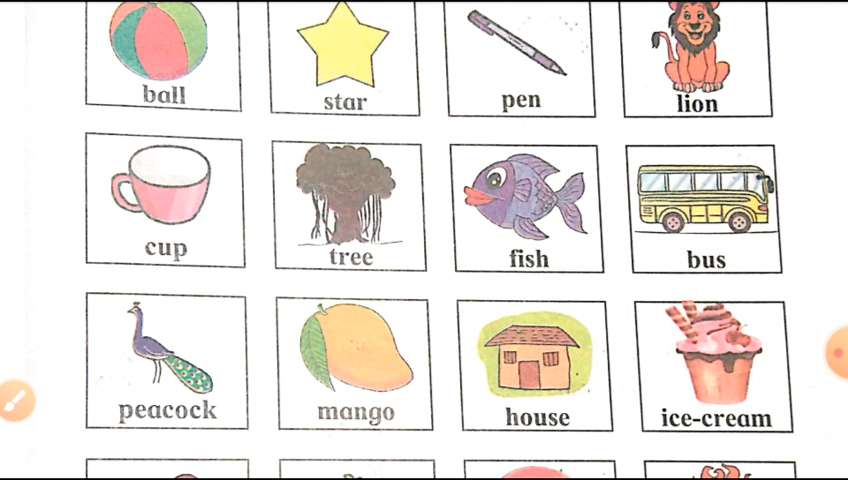 ball star pen lion
cup tree fish bus
peacock mango house ice-cream